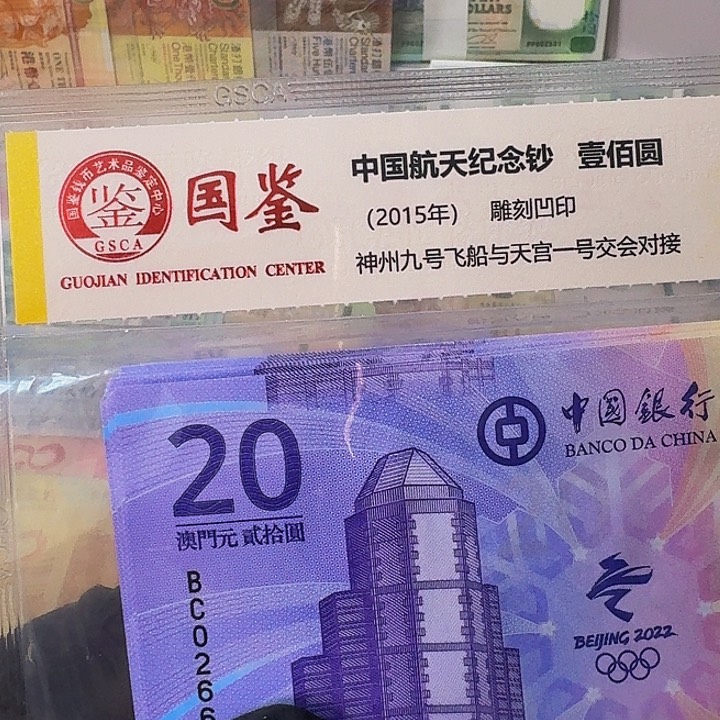 GSCA
国鉴钱币艺术品鉴定中心
鉴
GSCA
国鉴
GUOJIAN IDENTIFICATION CENTER
中国航天纪念钞 壹佰圆
(2015年) 雕刻凹印
神州九号飞船与天宫一号交会对接
20
澳門元 貳拾圓
中國銀行
BANCO DA CHINA
BC0266
BEIJING 2022